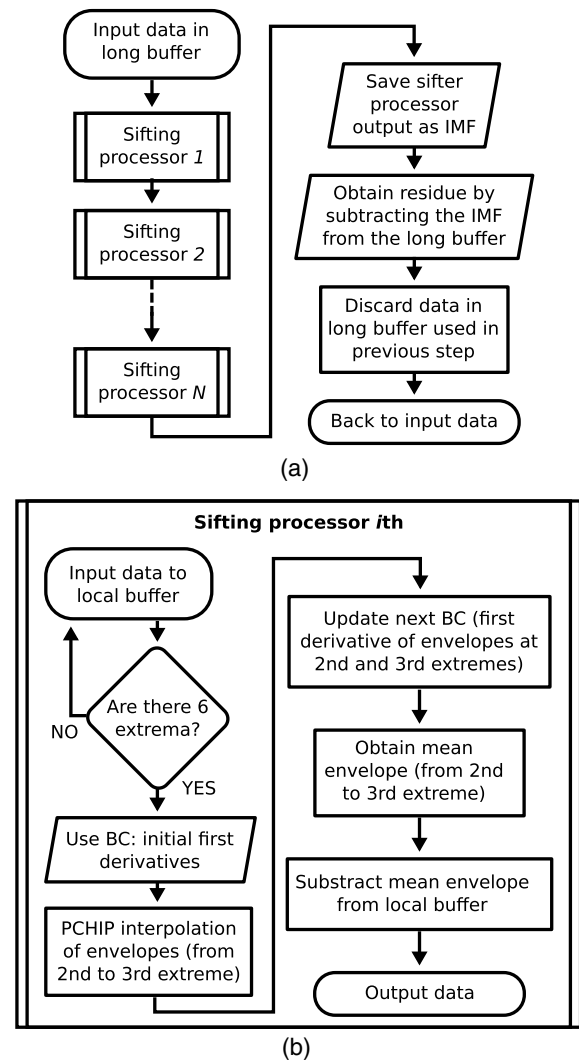 Input data in
long buffer
Sifting
processor 1
Sifting
processor 2
Sifting
processor N
Save sifter
processor
output as IMF
Obtain residue by
subtracting the IMF
from the long buffer
Discard data in
long buffer used in
previous step
Back to input data
(a)
Sifting processor ith
Input data to
local buffer
Are there 6
extrema?
NO
YES
Use BC: initial first
derivatives
PCHIP interpolation
of envelopes (from
2nd to 3rd extreme)
Update next BC (first
derivative of envelopes at
2nd and 3rd extremes)
Obtain mean
envelope (from 2nd
to 3rd extreme)
Substract mean envelope
from local buffer
Output data
(b)